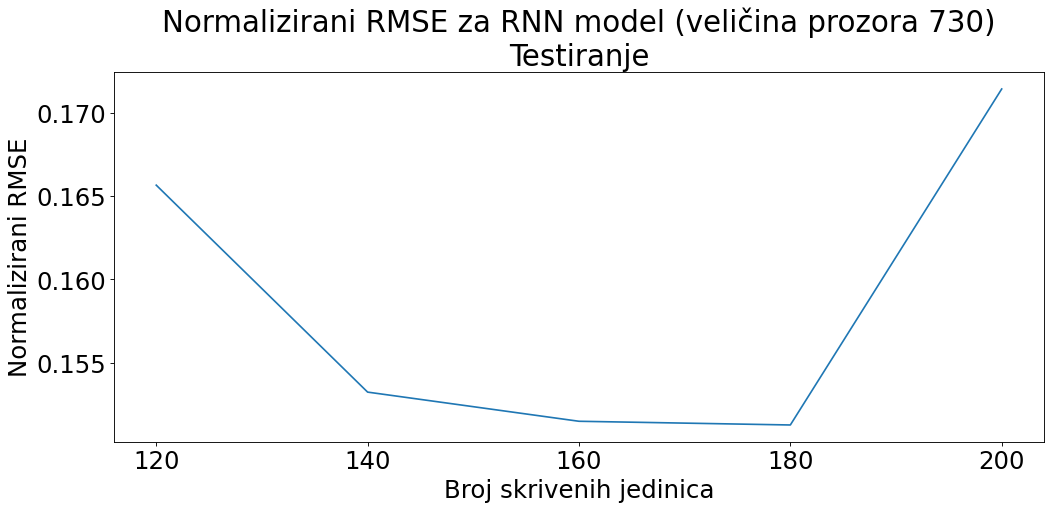 Normalizirani RMSE za RNN model (veličina prozora 730)
Testiranje
Normalizirani RMSE
0.170
0.165
0.160
0.155
120 140 160 180 200
Broj skrivenih jedinica